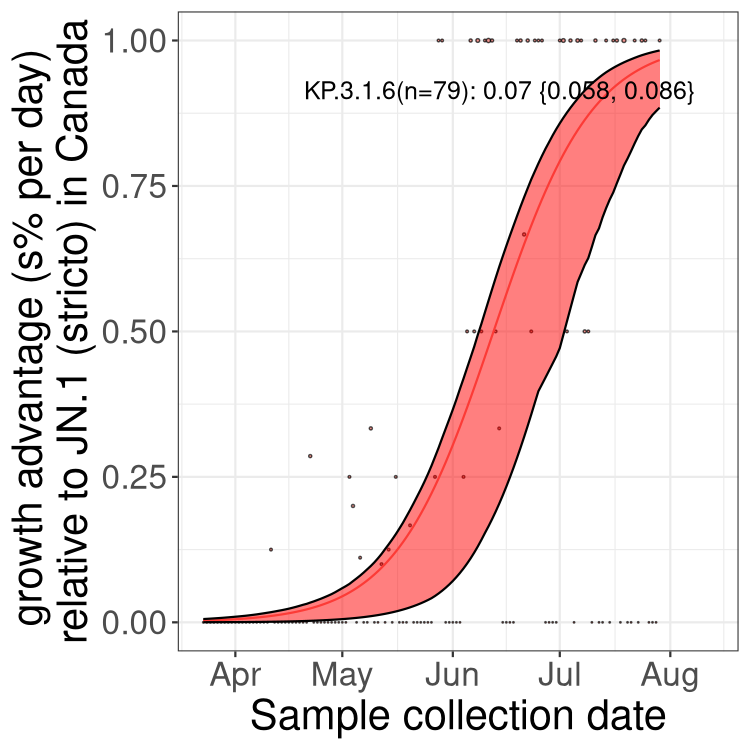 growth advantage (s% per day)
relative to JN.1 (stricto) in Canada
1.00
0.75
0.50
0.25
0.00
KP.3.1.6(n=79): 0.07 {0.058, 0.086}
Apr May Jun Jul Aug
Sample collection date